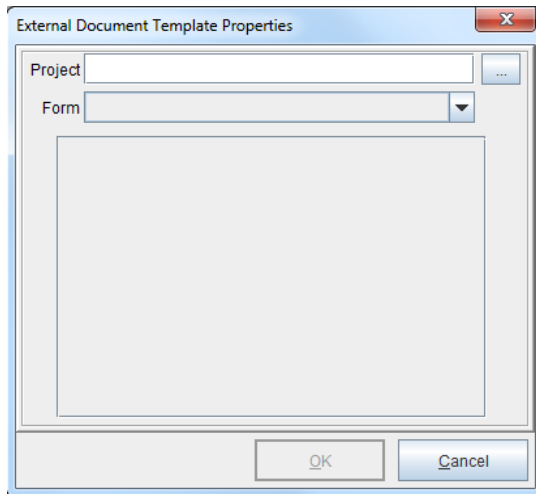 External Document Template Properties
Project
...
Form
OK
Cancel